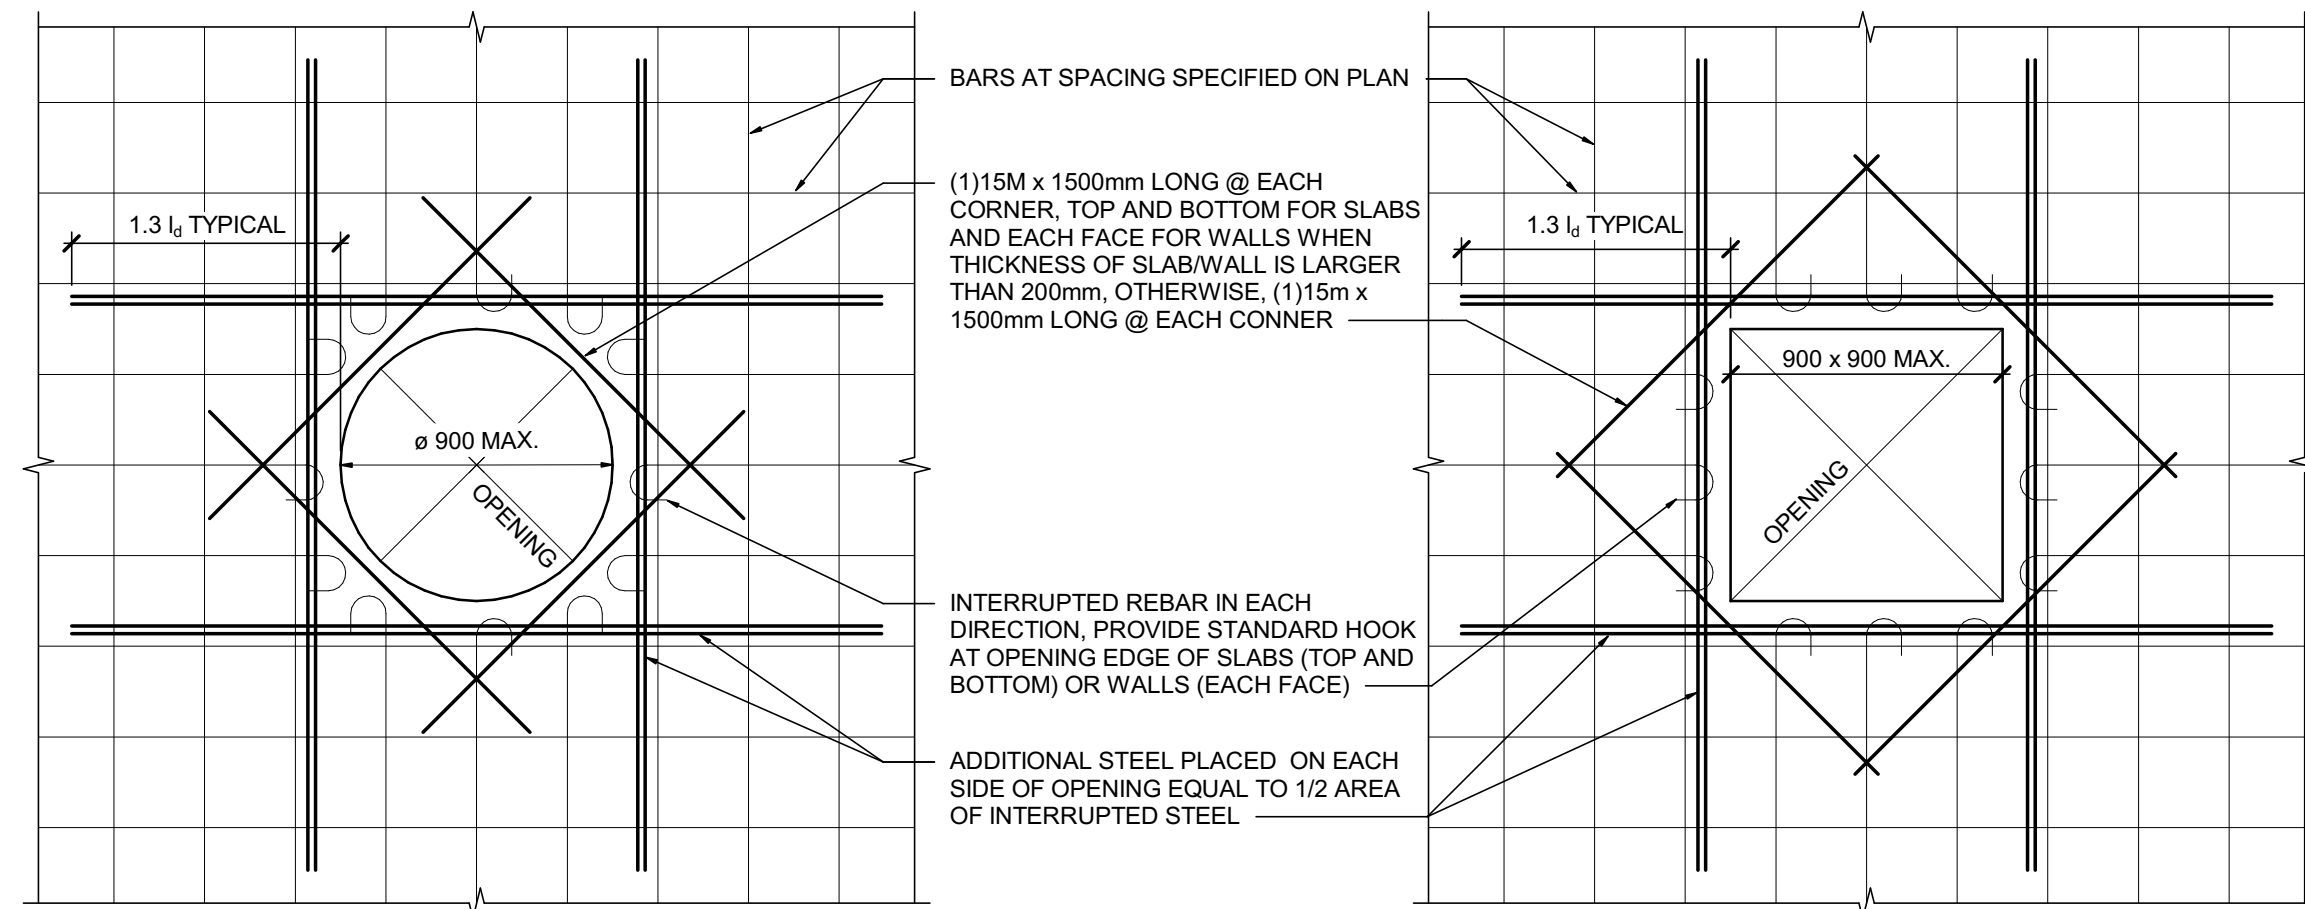 BARS AT SPACING SPECIFIED ON PLAN
(1)15M x 1500mm LONG @ EACH
CORNER, TOP AND BOTTOM FOR SLABS
AND EACH FACE FOR WALLS WHEN
THICKNESS OF SLAB/WALL IS LARGER
THAN 200mm, OTHERWISE, (1)15m x
1500mm LONG @ EACH CONNER
1.3 ld TYPICAL
1.3 ld TYPICAL
ø 900 MAX.
OPENING
900 x 900 MAX.
OPENING
INTERRUPTED REBAR IN EACH
DIRECTION, PROVIDE STANDARD HOOK
AT OPENING EDGE OF SLABS (TOP AND
BOTTOM) OR WALLS (EACH FACE)
ADDITIONAL STEEL PLACED ON EACH
SIDE OF OPENING EQUAL TO 1/2 AREA
OF INTERRUPTED STEEL